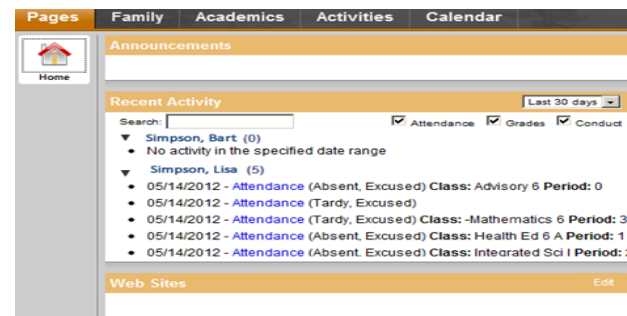 Pages Family Academics Activities Calendar
Home
Announcements
Recent Activity Last 30 days
Search: Attendance Grades Conduct
Simpson, Bart (0)
• No activity in the specified date range
Simpson, Lisa (5)
• 05/14/2012 - Attendance (Absent, Excused) Class: Advisory 6 Period: 0
• 05/14/2012 - Attendance (Tardy, Excused)
• 05/14/2012 - Attendance (Tardy, Excused) Class: -Mathematics 6 Period: 3
• 05/14/2012 - Attendance (Absent, Excused) Class: Health Ed 6 A Period: 1
• 05/14/2012 - Attendance (Absent, Excused) Class: Integrated Sci I Period:
Web Sites Edit